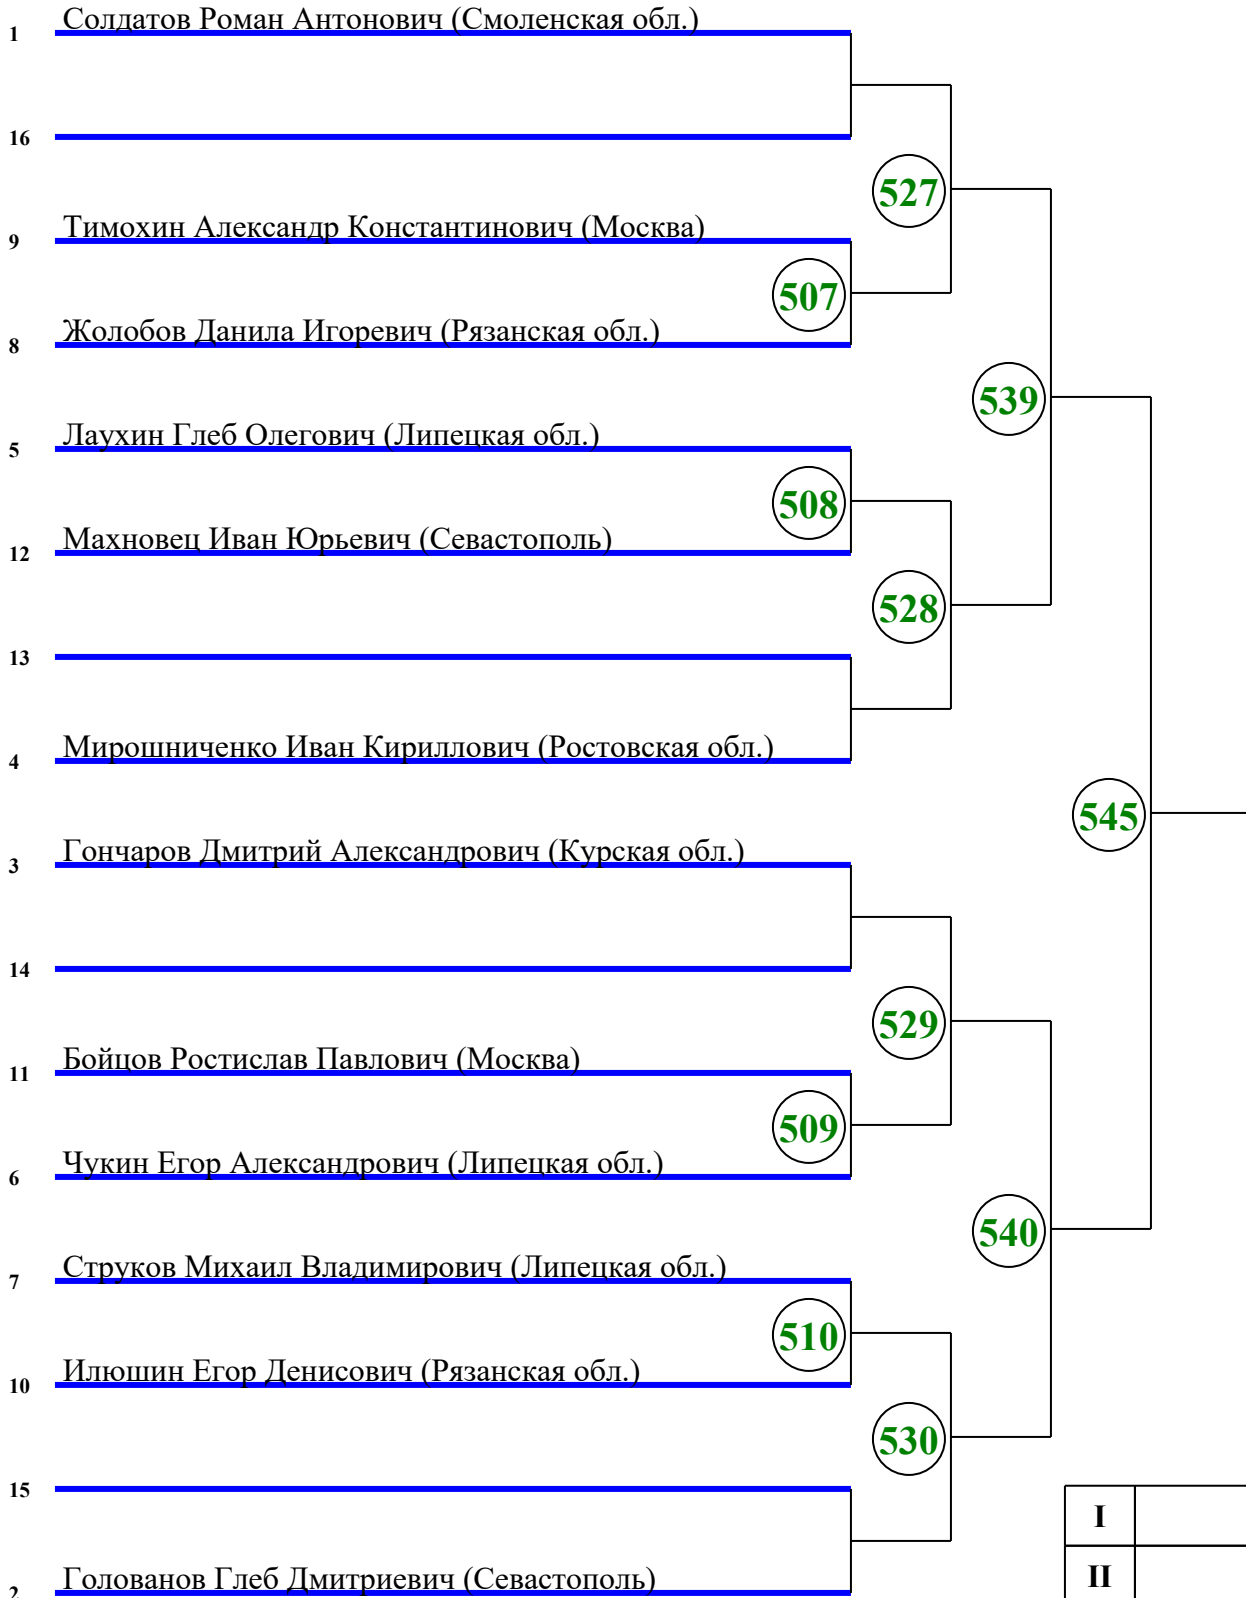 Солдатов Роман Антонович (Смоленская обл.)
1
16
527
Тимохин Александр Константинович (Москва)
9
507
Жолобов Данила Игоревич (Рязанская обл.)
8
539
Лаухин Глеб Олегович (Липецкая обл.)
5
508
Махновец Иван Юрьевич (Севастополь)
12
528
13
Мирошниченко Иван Кириллович (Ростовская обл.)
4
545
Гончаров Дмитрий Александрович (Курская обл.)
3
14
529
Бойцов Ростислав Павлович (Москва)
11
509
Чукин Егор Александрович (Липецкая обл.)
6
540
Струков Михаил Владимирович (Липецкая обл.)
7
510
Илюшин Егор Денисович (Рязанская обл.)
10
530
15
I
II
Голованов Глеб Дмитриевич (Севастополь)
2